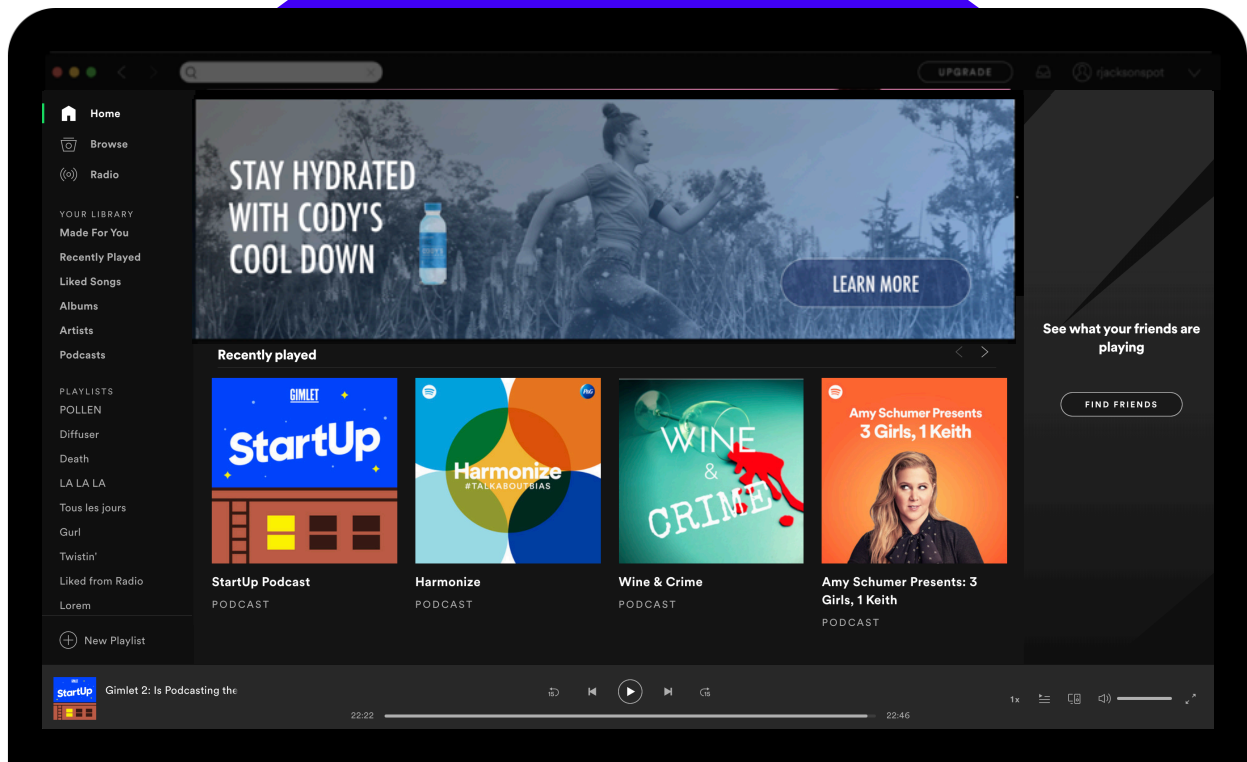 UPGRADE
rjacksonspot
Home
Browse
Radio
YOUR LIBRARY
Made For You
Recently Played
Liked Songs
Albums
Artists
Podcasts
PLAYLISTS
POLLEN
Diffuser
Death
LA LA LA
Tous les jours
Gurl
Twistin'
Liked from Radio
Lorem
New Playlist
STAY HYDRATED
WITH CODY'S
COOL DOWN
CODY'S
LEARN MORE
Recently played
GIMLET
StartUp
P&G
Harmonize
#TALKABOUTBIAS
WINE
&
CRIME
Amy Schumer Presents
3 Girls, 1 Keith
StartUp Podcast
PODCAST
Harmonize
PODCAST
Wine & Crime
PODCAST
Amy Schumer Presents: 3
Girls, 1 Keith
PODCAST
See what your friends are
playing
FIND FRIENDS
StartUp
Gimlet 2: Is Podcasting the
15
15
22:22
22:46
1x